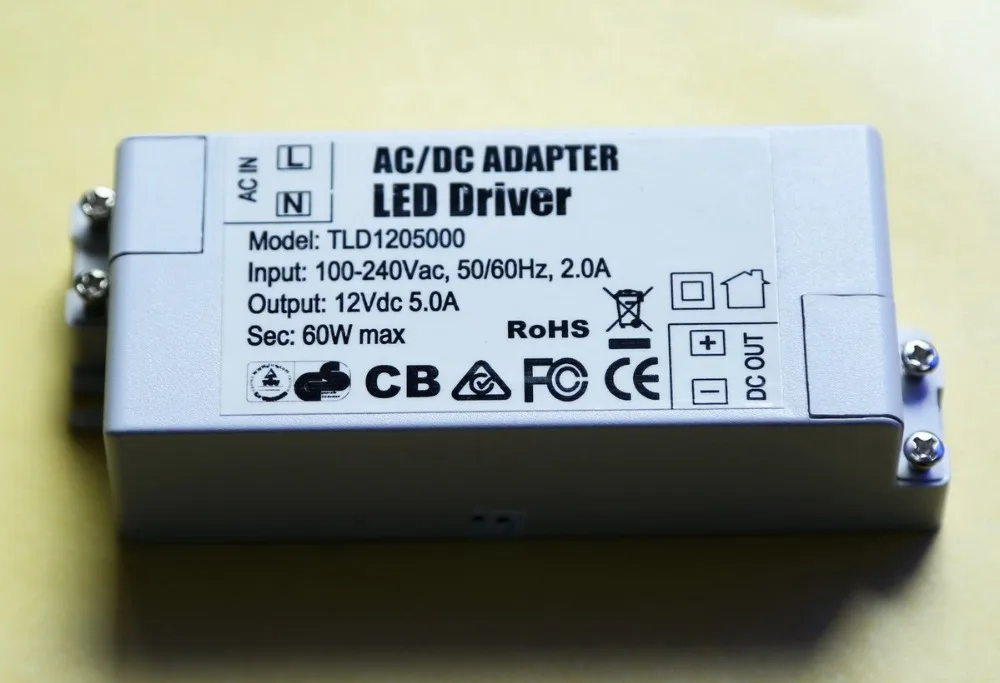 AC IN
L
N
AC/DC ADAPTER
LED Driver
Model: TLD1205000
Input: 100-240Vac, 50/60Hz, 2.0A
Output: 12Vdc 5.0A
Sec: 60W max
RoHS
CB
FC
CE
+
−
DC OUT